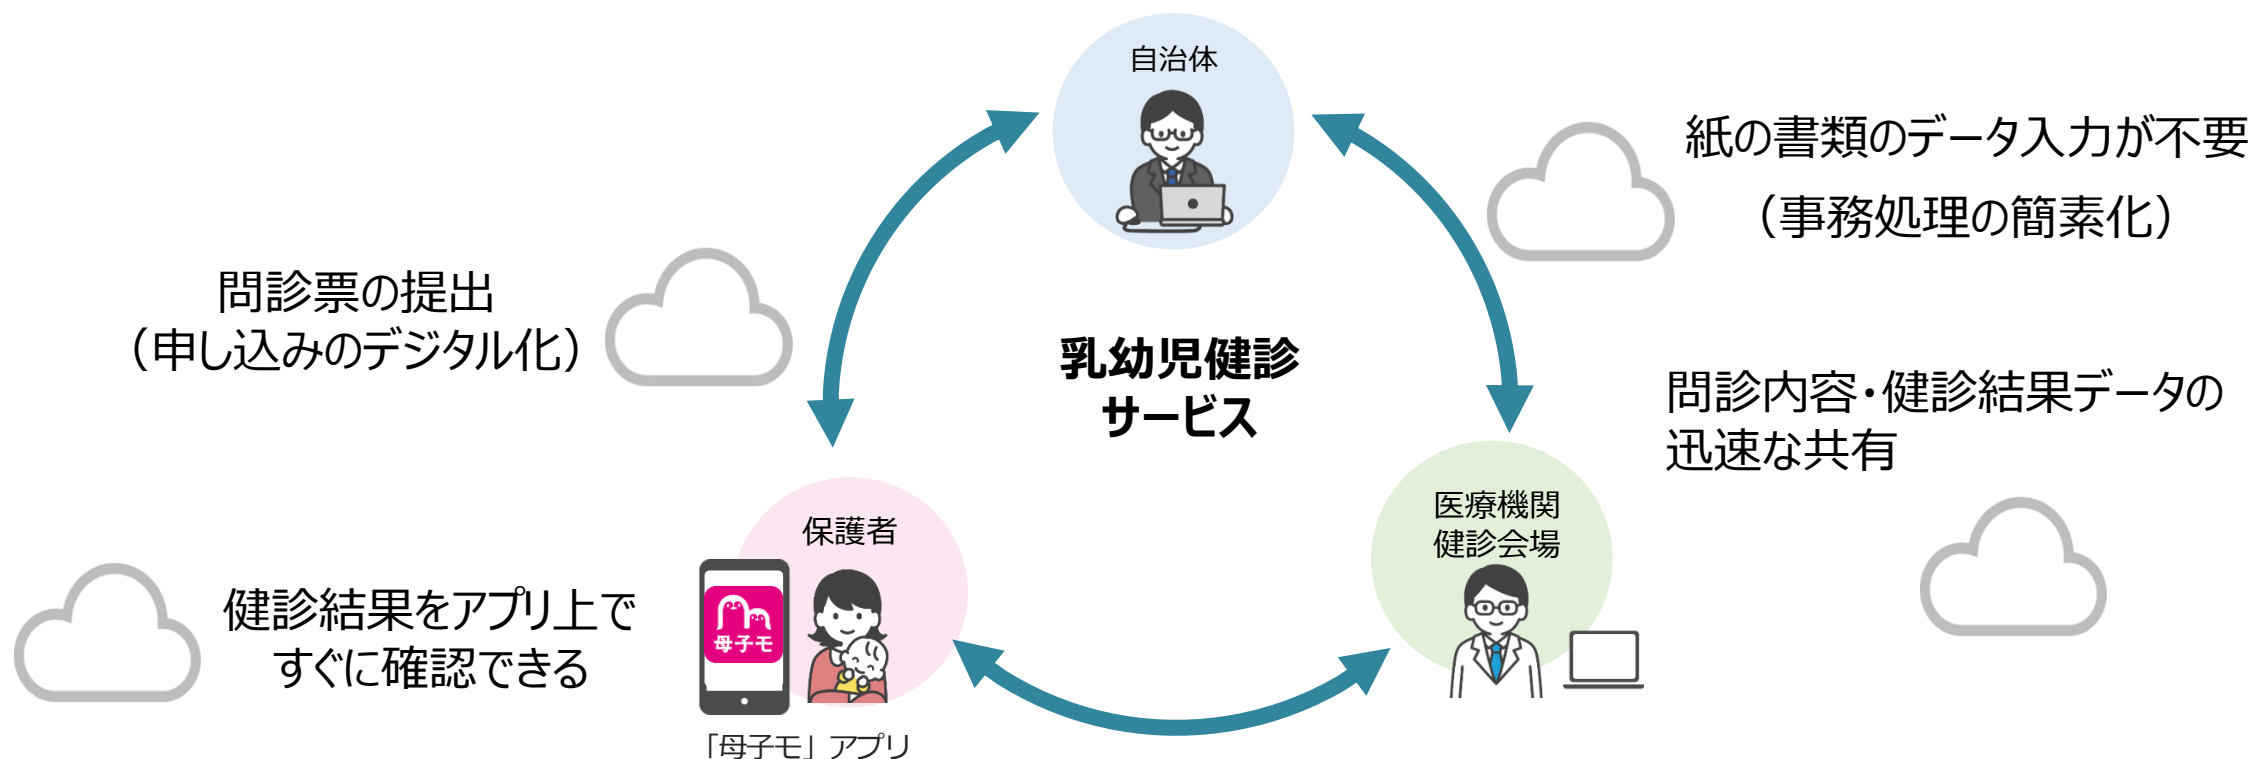 自治体
紙の書類のデータ入力が不要
（事務処理の簡素化）
問診票の提出
（申し込みのデジタル化）
乳幼児健診
サービス
問診内容・健診結果データの
迅速な共有
医療機関
健診会場
保護者
母子モ
健診結果をアプリ上で
すぐに確認できる
「母子モ」アプリ